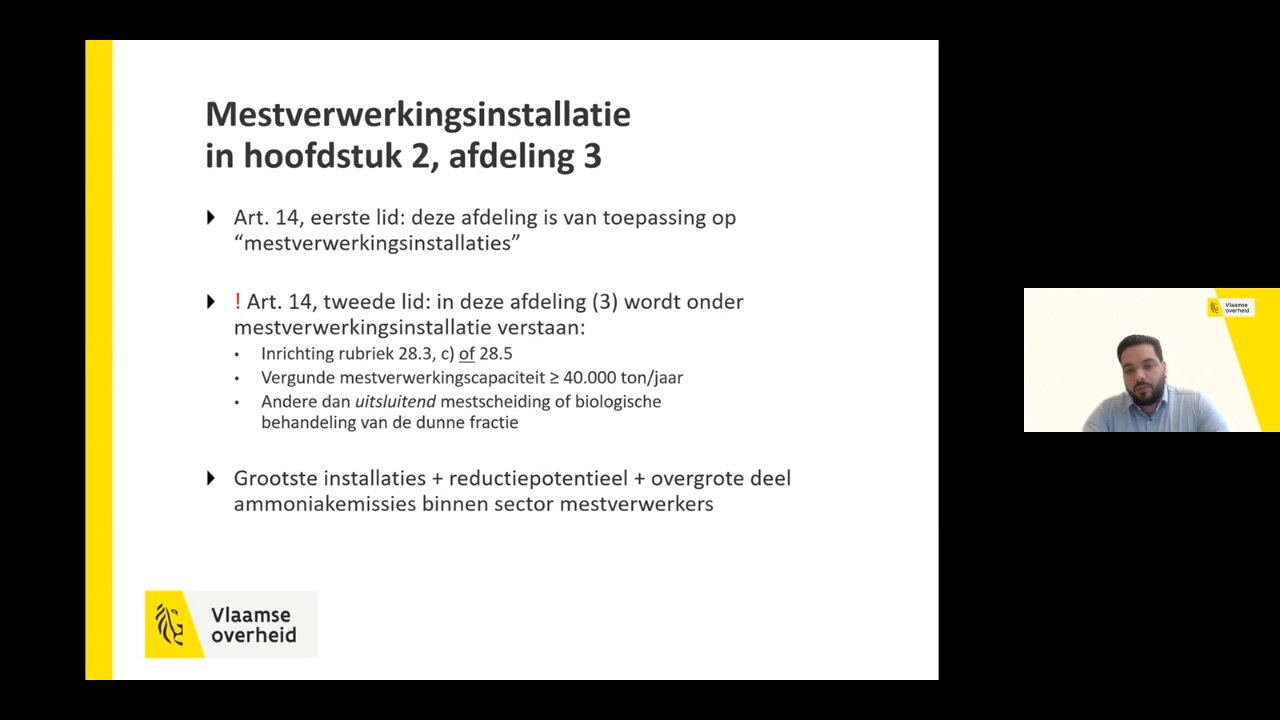 Mestverwerkingsinstallatie
in hoofdstuk 2, afdeling 3
Art. 14, eerste lid: deze afdeling is van toepassing op
“mestverwerkingsinstallaties”
! Art. 14, tweede lid: in deze afdeling (3) wordt onder
mestverwerkingsinstallatie verstaan:
• Inrichting rubriek 28.3, c) of 28.5
• Vergunde mestverwerkingscapaciteit ≥ 40.000 ton/jaar
• Andere dan uitsluitend mestscheiding of biologische
behandeling van de dunne fractie
Grootste installaties + reductiepotentieel + overgrote deel
ammoniakemissies binnen sector mestverwerkers
Vlaamse
overheid
Vlaamse
overheid